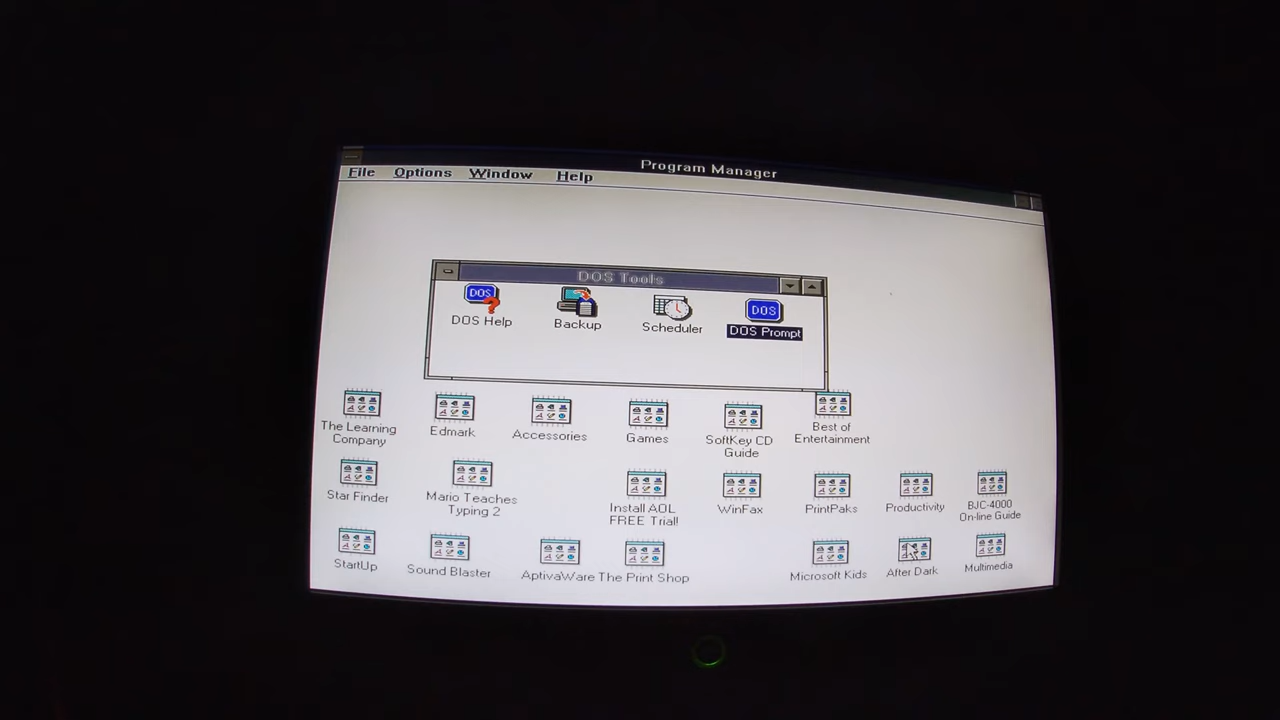 Program Manager
File Options Window Help
DOS Tools
DOS DOS
DOS Help Backup Scheduler DOS Prompt
The Learning
Company
Edmark
Accessories
Games
SoftKey CD
Guide
Best of
Entertainment
Star Finder
Mario Teaches
Typing 2
Install AOL
FREE Trial!
WinFax
PrintPaks
Productivity
BJC-4000
On-line Guide
StartUp
Sound Blaster
AptivaWare
The Print Shop
Microsoft Kids
After Dark
Multimedia